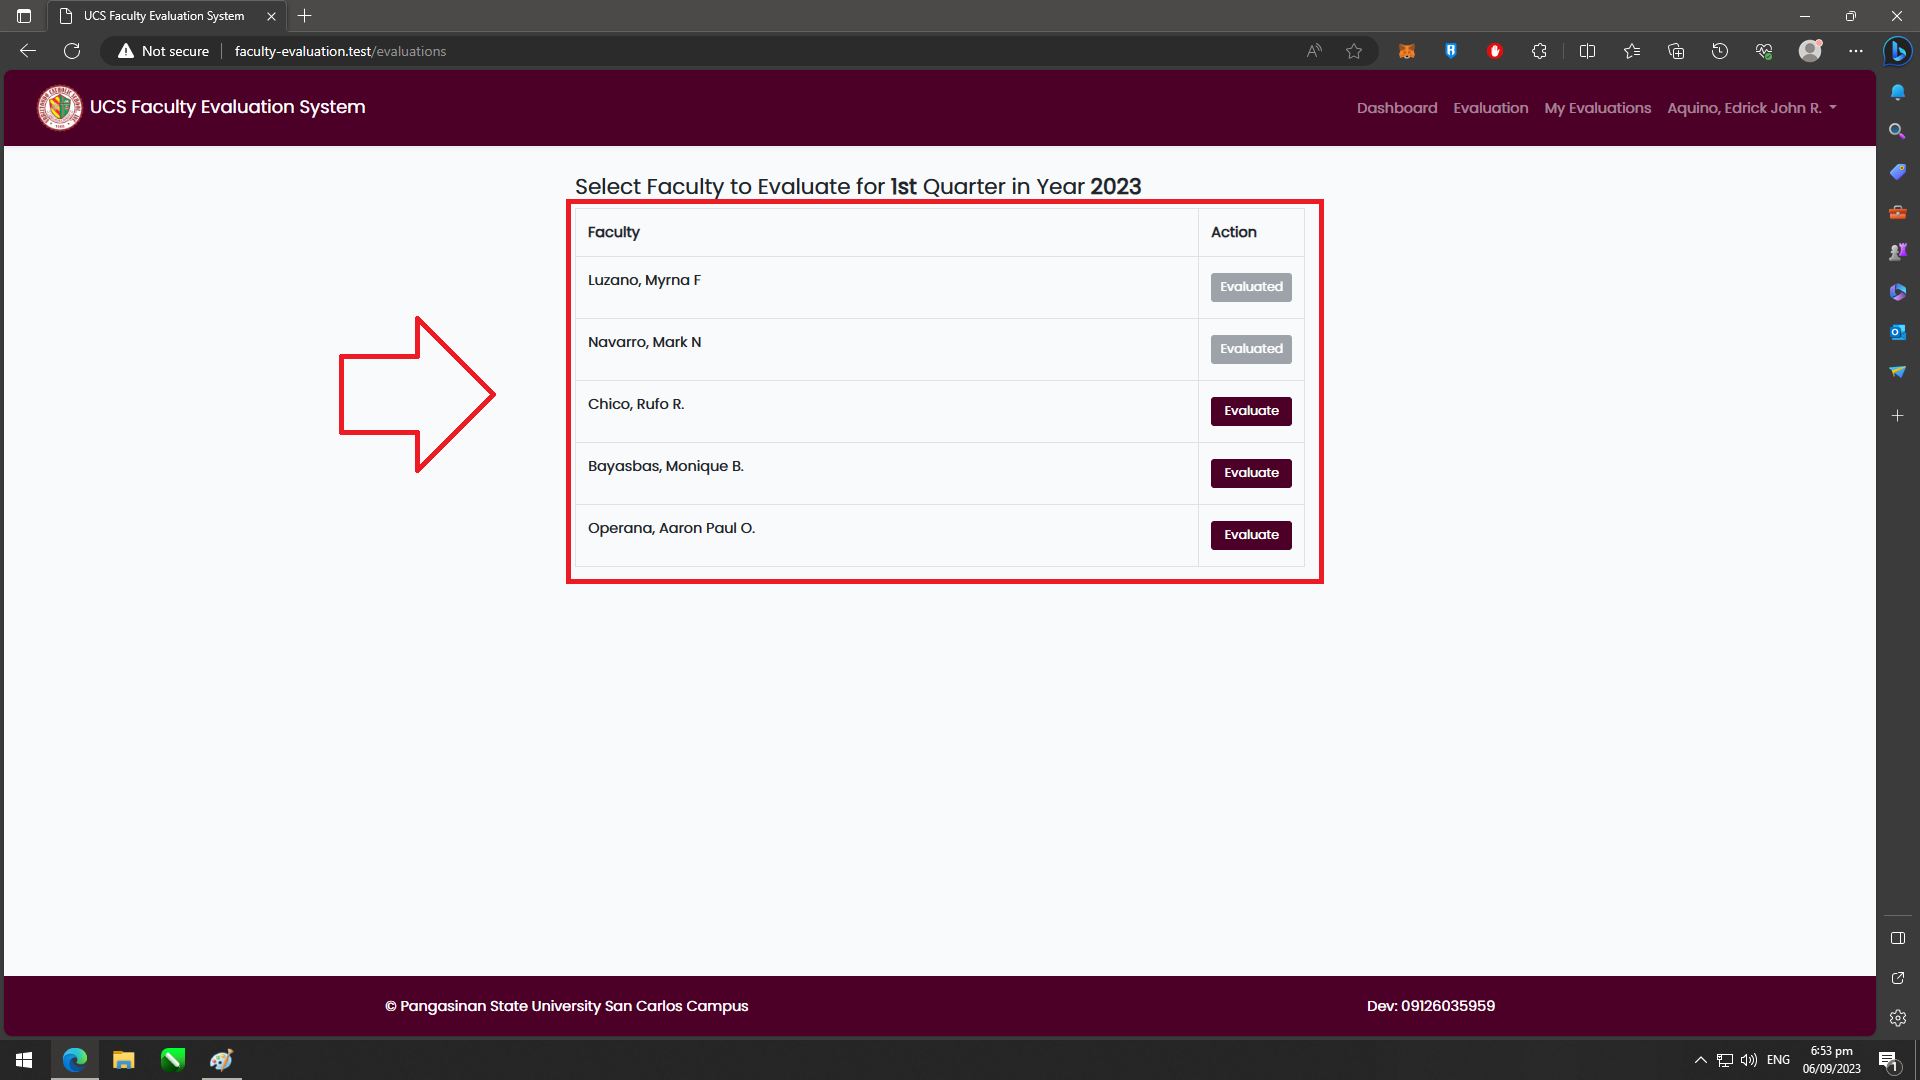 UCS Faculty Evaluation System
Not secure faculty-evaluation.test/evaluations
UCS Faculty Evaluation System
Dashboard Evaluation My Evaluations Aquino, Edrick John R.
Select Faculty to Evaluate for 1st Quarter in Year 2023
Faculty Action
Luzano, Myrna F Evaluated
Navarro, Mark N Evaluated
Chico, Rufo R. Evaluate
Bayasbas, Monique B. Evaluate
Operana, Aaron Paul O. Evaluate
© Pangasinan State University San Carlos Campus Dev: 09126035959
ENG 6:53 pm
06/09/2023 1